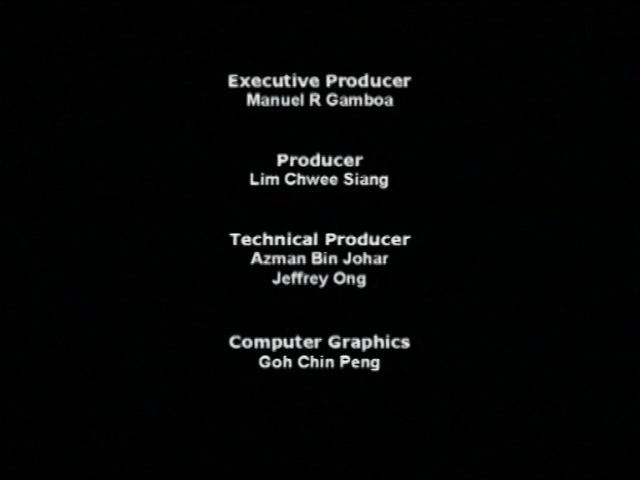 Executive Producer
Manuel R Gamboa
Producer
Lim Chwee Siang
Technical Producer
Azman Bin Johar
Jeffrey Ong
Computer Graphics
Goh Chin Peng